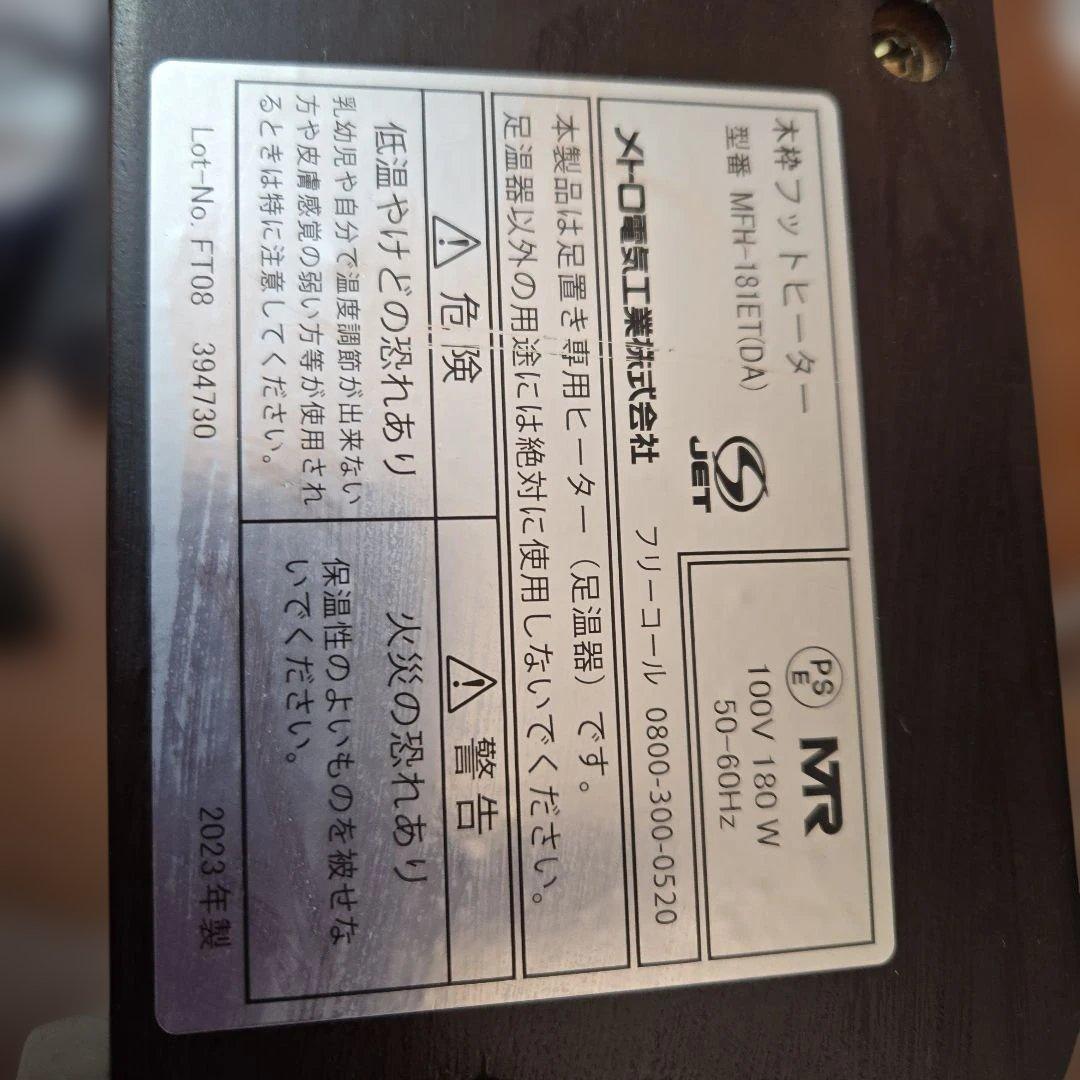 木枠フットヒーター
型番 MFH-181ET(DA)
JET
PSE
MTR
100V 180W
50-60Hz
メトロ電気工業株式会社 フリーコール 0800-300-0520
本製品は足置き専用ヒーター（足温器）です。
足温器以外の用途には絶対に使用しないでください。
危険
低温やけどの恐れあり
乳幼児や自分で温度調節が出来ない
方や皮膚感覚の弱い方等が使用され
るときは特に注意してください。
警告
火災の恐れあり
保温性のよいものを被せな
いでください。
Lot-No. FT08 394730
2023年製